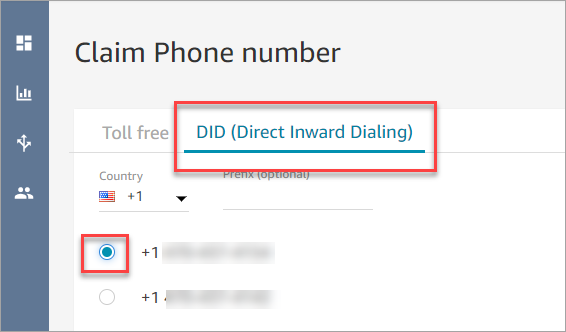 Claim Phone number
Toll free DID (Direct Inward Dialing)
Country Prefix (optional)
+1
+1
+1